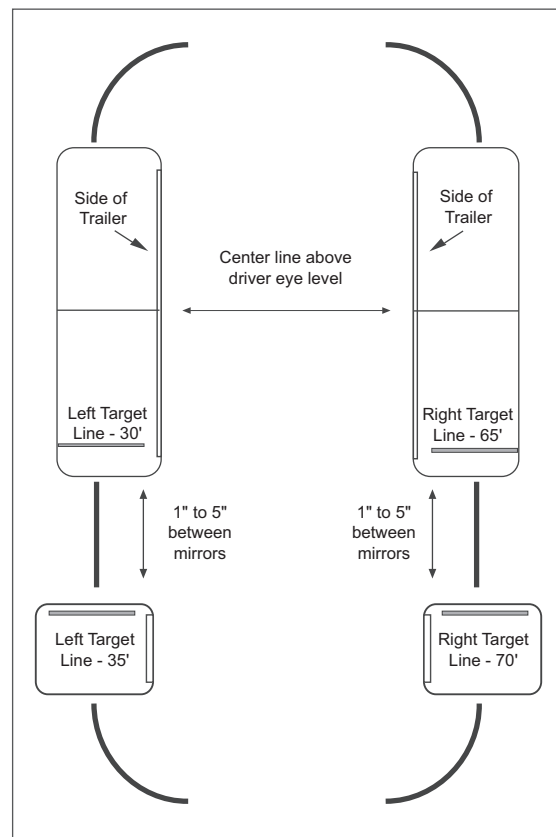 Side of
Trailer
Side of
Trailer
Center line above
driver eye level
Left Target
Line - 30'
Right Target
Line - 65'
1" to 5"
between
mirrors
1" to 5"
between
mirrors
Left Target
Line - 35'
Right Target
Line - 70'